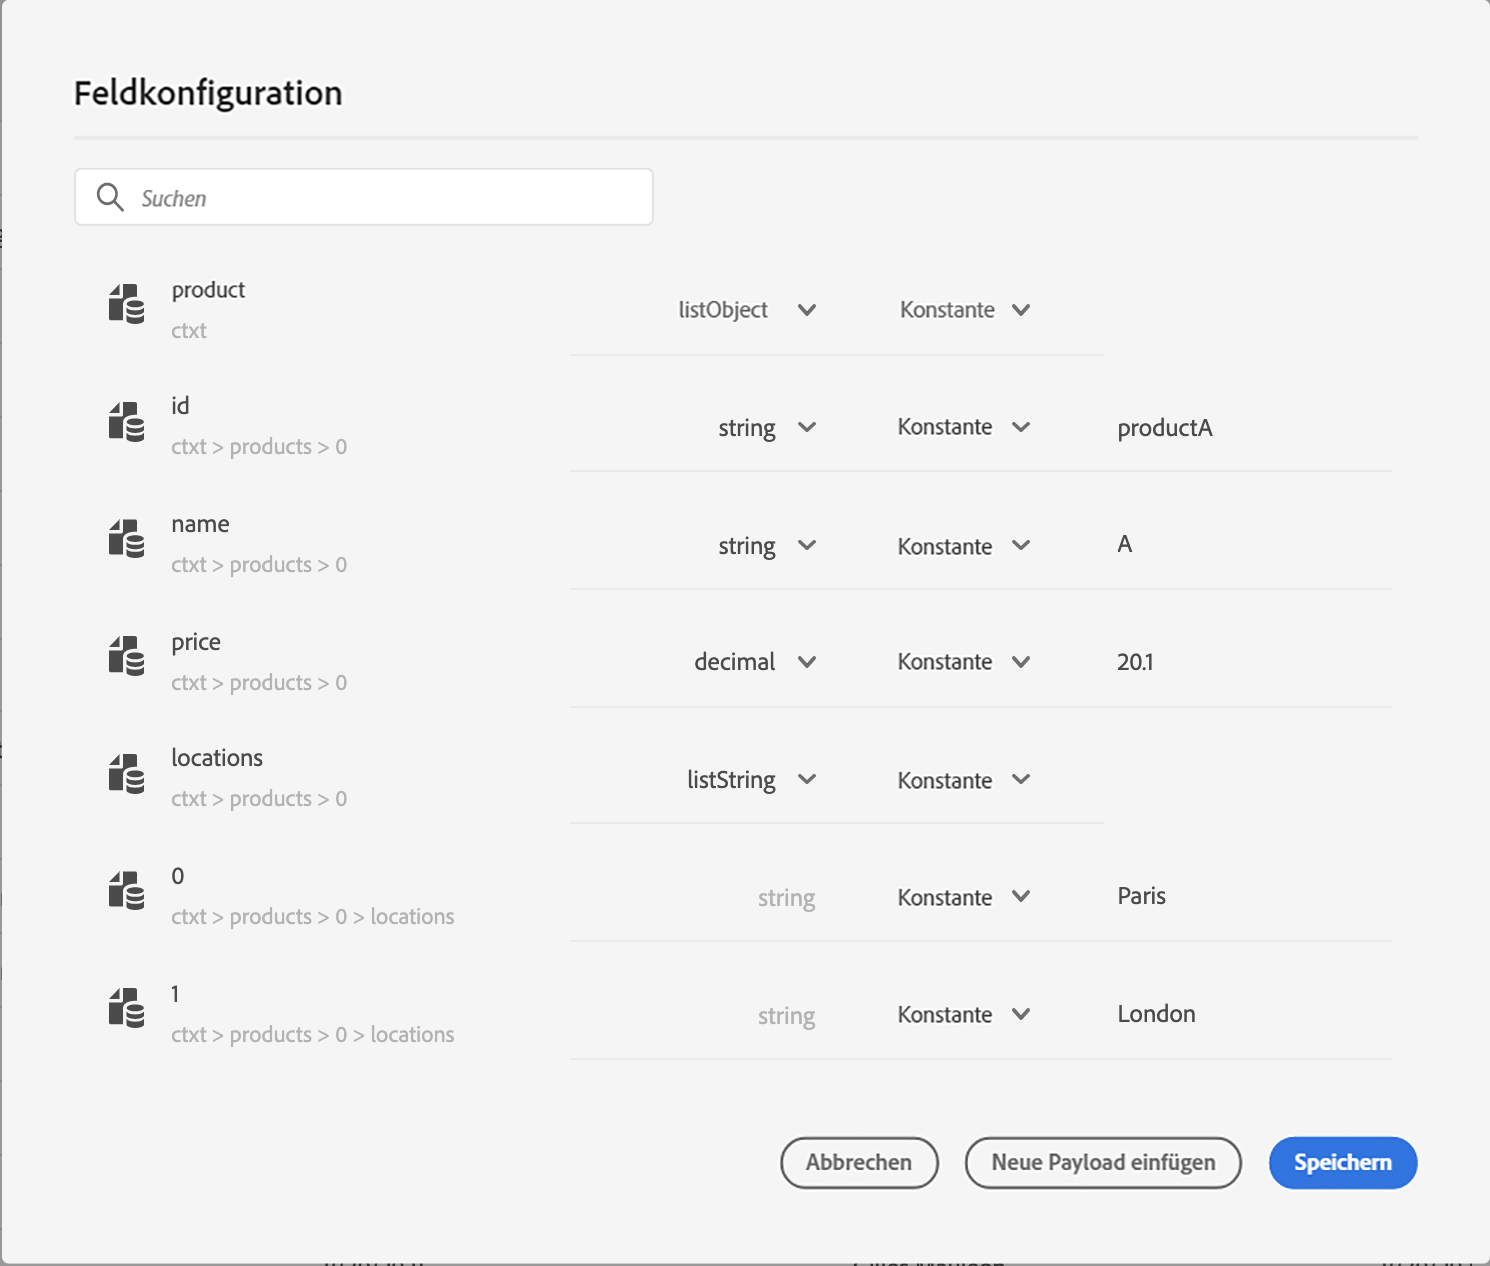 Feldkonfiguration
Suchen
product
ctxt
listObject
Konstante
id
ctxt > products > 0
string
Konstante
productA
name
ctxt > products > 0
string
Konstante
A
price
ctxt > products > 0
decimal
Konstante
20.1
locations
ctxt > products > 0
listString
Konstante
0
ctxt > products > 0 > locations
string
Konstante
Paris
1
ctxt > products > 0 > locations
string
Konstante
London
Abbrechen
Neue Payload einfügen
Speichern